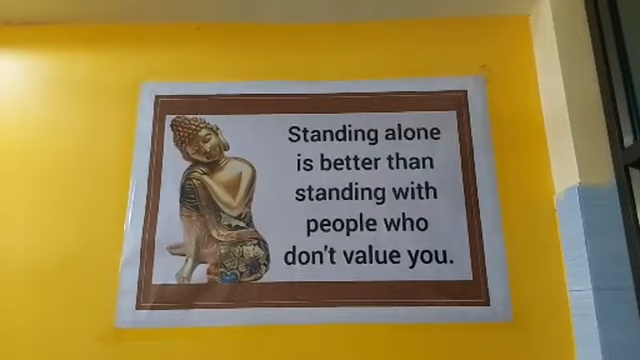 Standing alone
is better than
standing with
people who
don't value you.